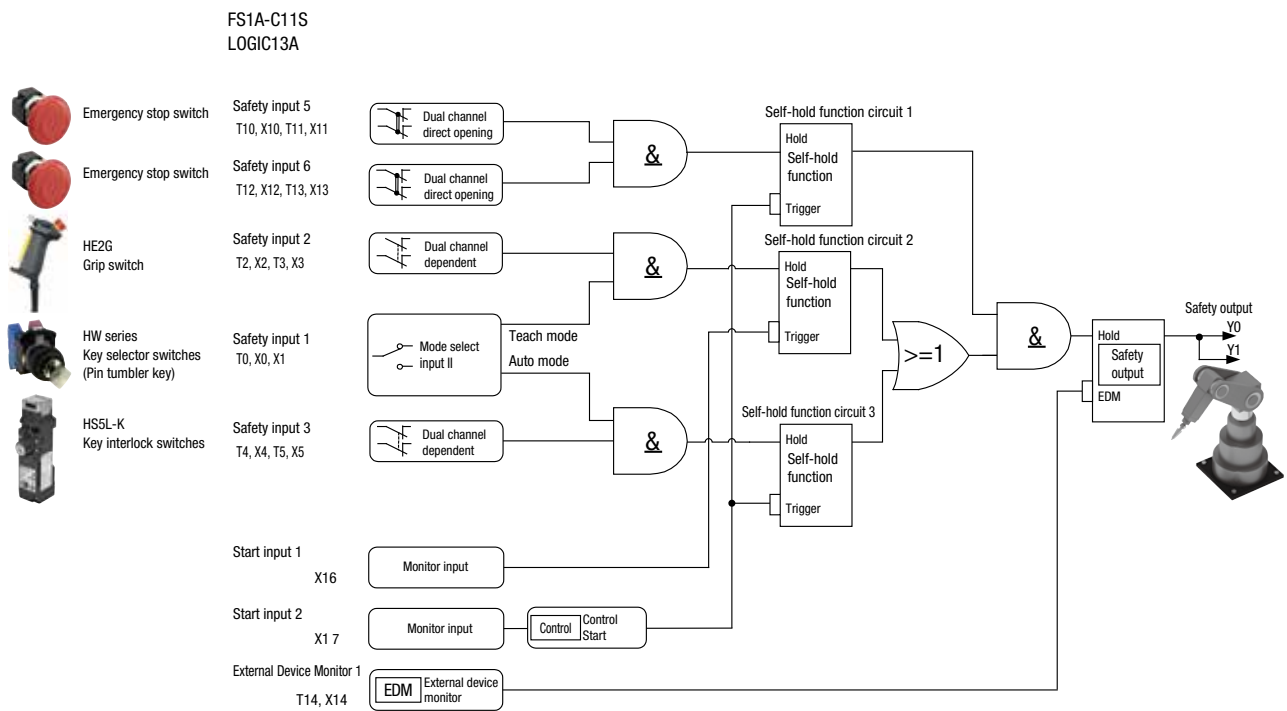 FS1A-C11S
LOGIC13A
Emergency stop switch
Safety input 5
T10, X10, T11, X11
Dual channel
direct opening
&
Self-hold function circuit 1
Hold
Self-hold
function
Trigger
Emergency stop switch
Safety input 6
T12, X12, T13, X13
Dual channel
direct opening
HE2G
Grip switch
Safety input 2
T2, X2, T3, X3
Dual channel
dependent
&
Self-hold function circuit 2
Hold
Self-hold
function
Trigger
HW series
Key selector switches
(Pin tumbler key)
Safety input 1
T0, X0, X1
Mode select
input II
Teach mode
Auto mode
>=1
&
Hold
Safety
output
EDM
Safety output
Y0
Y1
HS5L-K
Key interlock switches
Safety input 3
T4, X4, T5, X5
Dual channel
dependent
&
Self-hold function circuit 3
Hold
Self-hold
function
Trigger
Start input 1
X16
Monitor input
Start input 2
X1 7
Monitor input
Control
Control
Start
External Device Monitor 1
T14, X14
EDM
External device
monitor